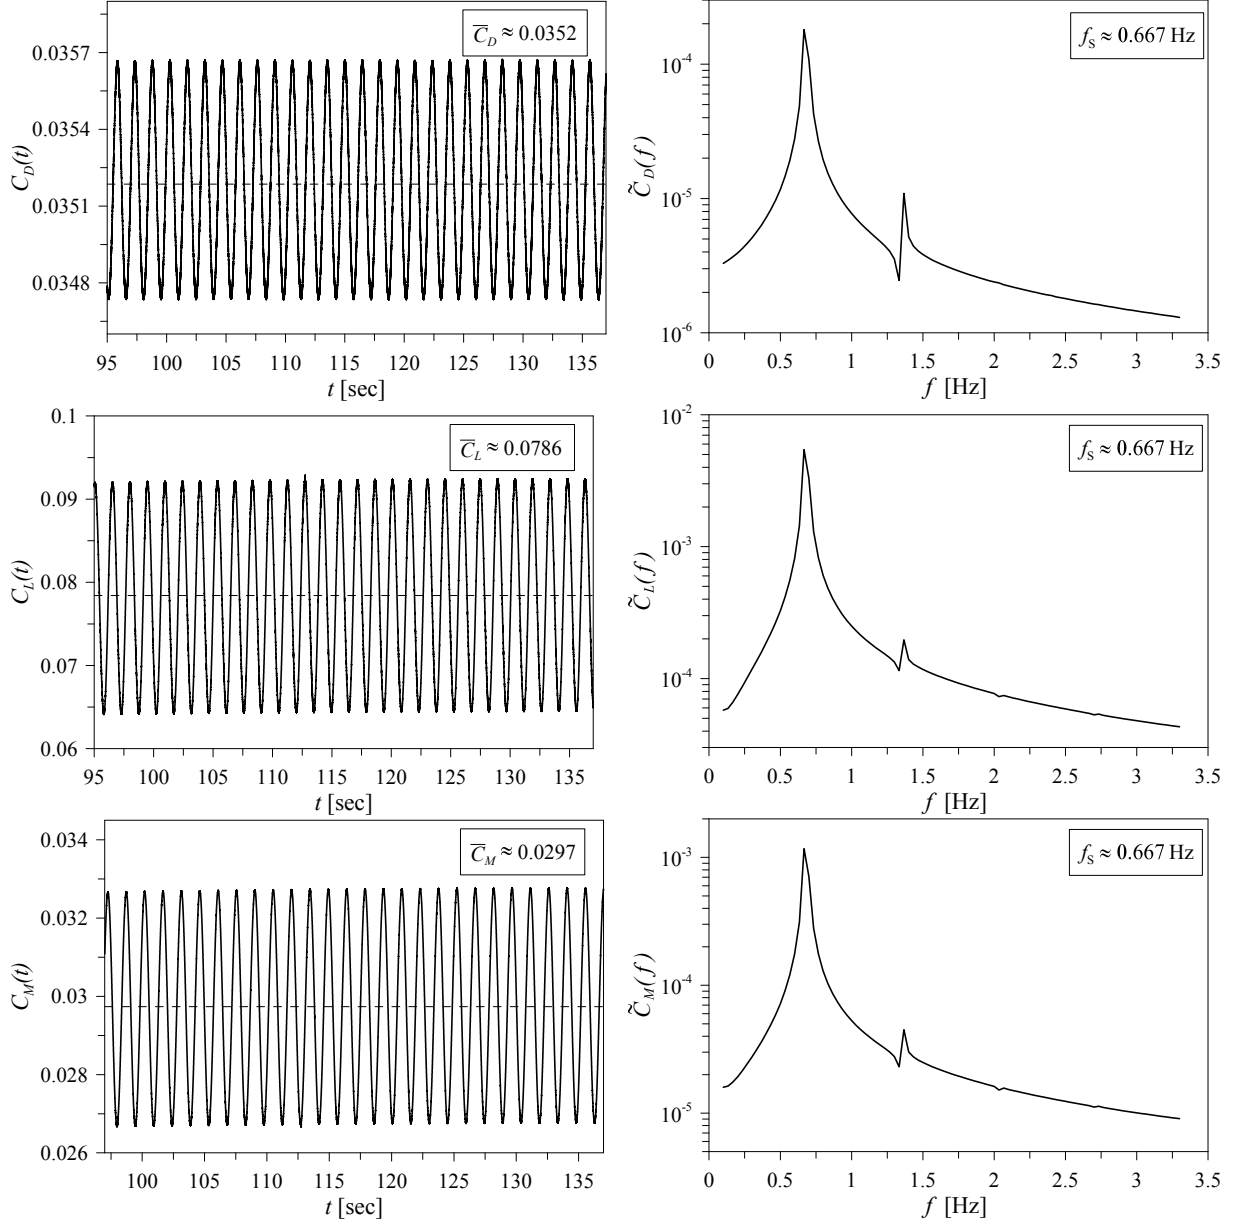 C̅_D ≈ 0.0352
0.0357
0.0354
0.0351
0.0348
C_D(t)
95 100 105 110 115 120 125 130 135
t [sec]
f_S ≈ 0.667 Hz
10^-4
10^-5
10^-6
C̃_D(f)
0 0.5 1 1.5 2 2.5 3 3.5
f [Hz]
C̅_L ≈ 0.0786
0.1
0.09
0.08
0.07
0.06
C_L(t)
95 100 105 110 115 120 125 130 135
t [sec]
f_S ≈ 0.667 Hz
10^-2
10^-3
10^-4
C̃_L(f)
0 0.5 1 1.5 2 2.5 3 3.5
f [Hz]
C̅_M ≈ 0.0297
0.034
0.032
0.03
0.028
0.026
C_M(t)
100 105 110 115 120 125 130 135
t [sec]
f_S ≈ 0.667 Hz
10^-3
10^-4
10^-5
C̃_M(f)
0 0.5 1 1.5 2 2.5 3 3.5
f [Hz]